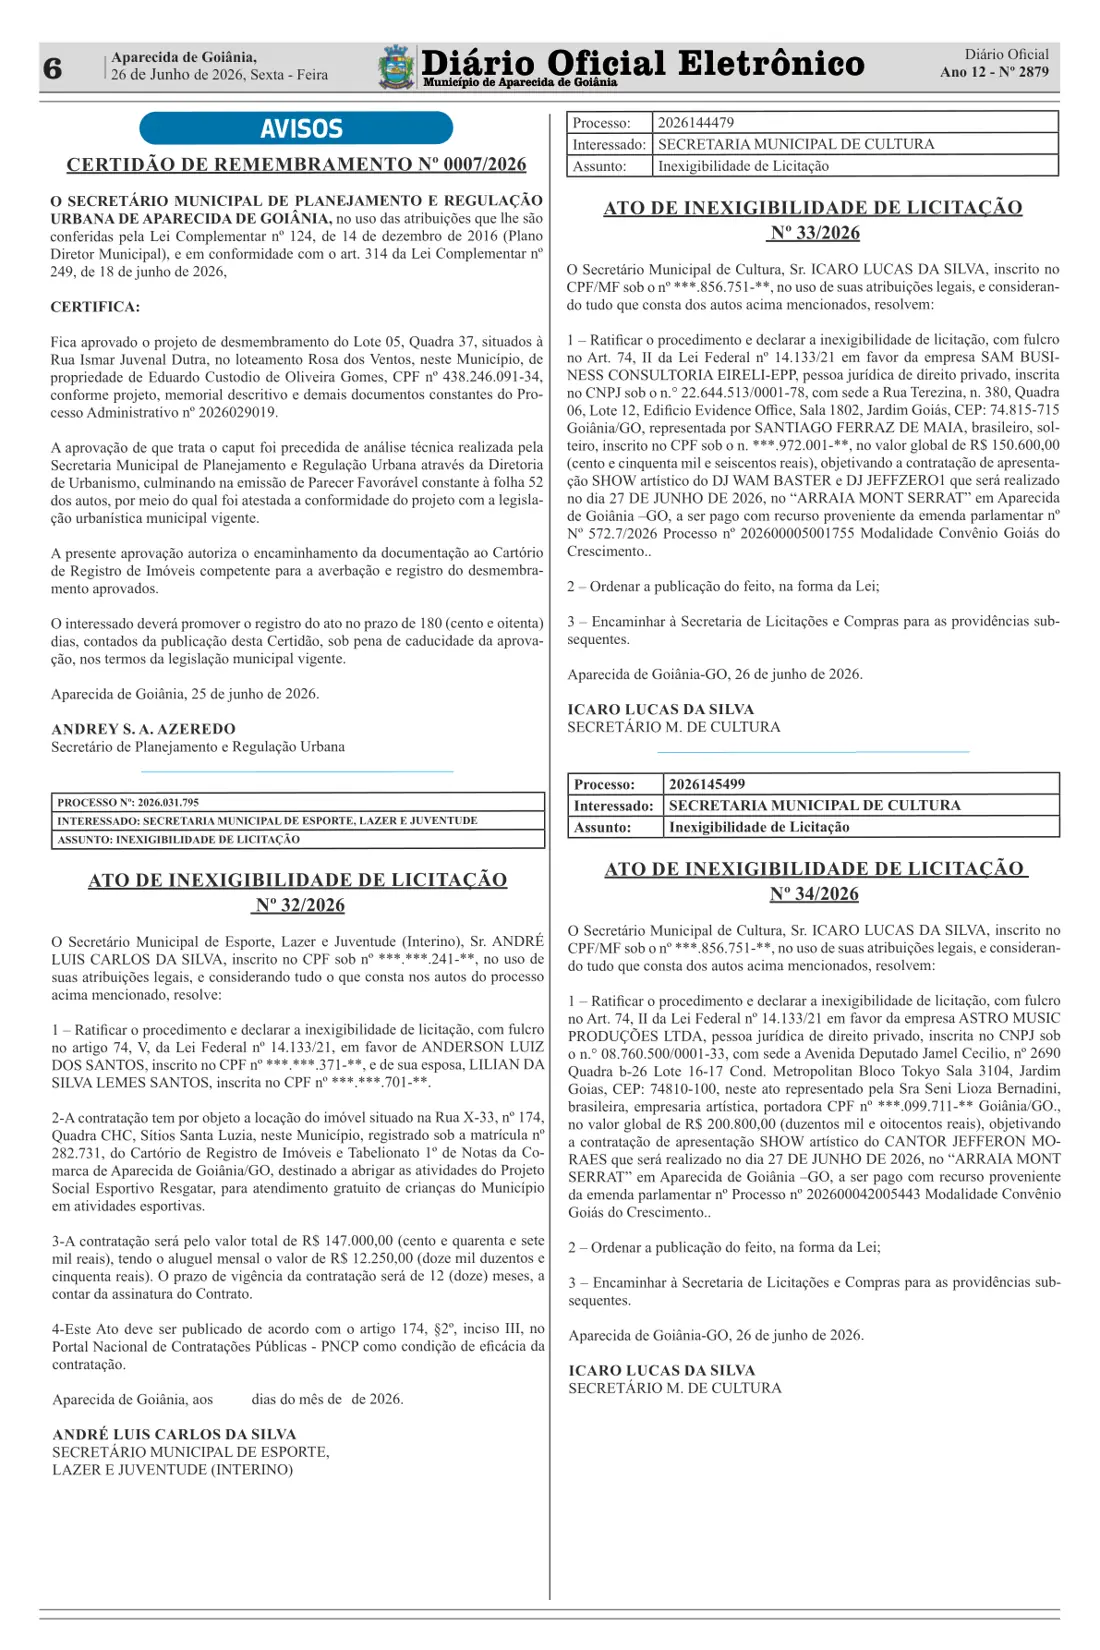 6
Aparecida de Goiânia,
26 de Junho de 2026, Sexta - Feira
Diário Oficial Eletrônico
Município de Aparecida de Goiânia
Diário Oficial
Ano 12 - Nº 2879
AVISOS
CERTIDÃO DE REMEMBRAMENTO Nº 0007/2026
O SECRETÁRIO MUNICIPAL DE PLANEJAMENTO E REGULAÇÃO
URBANA DE APARECIDA DE GOIÂNIA, no uso das atribuições que lhe são
conferidas pela Lei Complementar nº 124, de 14 de dezembro de 2016 (Plano
Diretor Municipal), e em conformidade com o art. 314 da Lei Complementar nº
249, de 18 de junho de 2026,
CERTIFICA:
Fica aprovado o projeto de desmembramento do Lote 05, Quadra 37, situados à
Rua Ismar Juvenal Dutra, no loteamento Rosa dos Ventos, neste Município, de
propriedade de Eduardo Custodio de Oliveira Gomes, CPF nº 438.246.091-34,
conforme projeto, memorial descritivo e demais documentos constantes do Pro-
cesso Administrativo nº 2026029019.
A aprovação de que trata o caput foi precedida de análise técnica realizada pela
Secretaria Municipal de Planejamento e Regulação Urbana através da Diretoria
de Urbanismo, culminando na emissão de Parecer Favorável constante à folha 52
dos autos, por meio do qual foi atestada a conformidade do projeto com a legisla-
ção urbanística municipal vigente.
A presente aprovação autoriza o encaminhamento da documentação ao Cartório
de Registro de Imóveis competente para a averbação e registro do desmembra-
mento aprovados.
O interessado deverá promover o registro do ato no prazo de 180 (cento e oitenta)
dias, contados da publicação desta Certidão, sob pena de caducidade da aprova-
ção, nos termos da legislação municipal vigente.
Aparecida de Goiânia, 25 de junho de 2026.
ANDREY S. A. AZEREDO
Secretário de Planejamento e Regulação Urbana
PROCESSO Nº: 2026.031.795
INTERESSADO: SECRETARIA MUNICIPAL DE ESPORTE, LAZER E JUVENTUDE
ASSUNTO: INEXIGIBILIDADE DE LICITAÇÃO
ATO DE INEXIGIBILIDADE DE LICITAÇÃO
Nº 32/2026
O Secretário Municipal de Esporte, Lazer e Juventude (Interino), Sr. ANDRÉ
LUIS CARLOS DA SILVA, inscrito no CPF sob nº ***.***.241-**, no uso de
suas atribuições legais, e considerando tudo o que consta nos autos do processo
acima mencionado, resolve:
1 – Ratificar o procedimento e declarar a inexigibilidade de licitação, com fulcro
no artigo 74, V, da Lei Federal nº 14.133/21, em favor de ANDERSON LUIZ
DOS SANTOS, inscrito no CPF nº ***.***.371-**, e de sua esposa, LILIAN DA
SILVA LEMES SANTOS, inscrita no CPF nº ***.***.701-**.
2-A contratação tem por objeto a locação do imóvel situado na Rua X-33, nº 174,
Quadra CHC, Sítios Santa Luzia, neste Município, registrado sob a matrícula nº
282.731, do Cartório de Registro de Imóveis e Tabelionato 1º de Notas da Co-
marca de Aparecida de Goiânia/GO, destinado a abrigar as atividades do Projeto
Social Esportivo Resgatar, para atendimento gratuito de crianças do Município
em atividades esportivas.
3-A contratação será pelo valor total de R$ 147.000,00 (cento e quarenta e sete
mil reais), tendo o aluguel mensal o valor de R$ 12.250,00 (doze mil duzentos e
cinquenta reais). O prazo de vigência da contratação será de 12 (doze) meses, a
contar da assinatura do Contrato.
4-Este Ato deve ser publicado de acordo com o artigo 174, §2º, inciso III, no
Portal Nacional de Contratações Públicas - PNCP como condição de eficácia da
contratação.
Aparecida de Goiânia, aos dias do mês de de 2026.
ANDRÉ LUIS CARLOS DA SILVA
SECRETÁRIO MUNICIPAL DE ESPORTE,
LAZER E JUVENTUDE (INTERINO)
Processo: 2026144479
Interessado: SECRETARIA MUNICIPAL DE CULTURA
Assunto: Inexigibilidade de Licitação
ATO DE INEXIGIBILIDADE DE LICITAÇÃO
Nº 33/2026
O Secretário Municipal de Cultura, Sr. ICARO LUCAS DA SILVA, inscrito no
CPF/MF sob o nº ***.856.751-**, no uso de suas atribuições legais, e consideran-
do tudo que consta dos autos acima mencionados, resolvem:
1 – Ratificar o procedimento e declarar a inexigibilidade de licitação, com fulcro
no Art. 74, II da Lei Federal nº 14.133/21 em favor da empresa SAM BUSI-
NESS CONSULTORIA EIRELI-EPP, pessoa jurídica de direito privado, inscrita
no CNPJ sob o n.° 22.644.513/0001-78, com sede a Rua Terezina, n. 380, Quadra
06, Lote 12, Edificio Evidence Office, Sala 1802, Jardim Goiás, CEP: 74.815-715
Goiânia/GO, representada por SANTIAGO FERRAZ DE MAIA, brasileiro, sol-
teiro, inscrito no CPF sob o n. ***.972.001-**, no valor global de R$ 150.600,00
(cento e cinquenta mil e seiscentos reais), objetivando a contratação de apresenta-
ção SHOW artístico do DJ WAM BASTER e DJ JEFFZERO1 que será realizado
no dia 27 DE JUNHO DE 2026, no “ARRAIA MONT SERRAT” em Aparecida
de Goiânia –GO, a ser pago com recurso proveniente da emenda parlamentar nº
Nº 572.7/2026 Processo nº 202600005001755 Modalidade Convênio Goiás do
Crescimento..
2 – Ordenar a publicação do feito, na forma da Lei;
3 – Encaminhar à Secretaria de Licitações e Compras para as providências sub-
sequentes.
Aparecida de Goiânia-GO, 26 de junho de 2026.
ICARO LUCAS DA SILVA
SECRETÁRIO M. DE CULTURA
Processo: 2026145499
Interessado: SECRETARIA MUNICIPAL DE CULTURA
Assunto: Inexigibilidade de Licitação
ATO DE INEXIGIBILIDADE DE LICITAÇÃO
Nº 34/2026
O Secretário Municipal de Cultura, Sr. ICARO LUCAS DA SILVA, inscrito no
CPF/MF sob o nº ***.856.751-**, no uso de suas atribuições legais, e consideran-
do tudo que consta dos autos acima mencionados, resolvem:
1 – Ratificar o procedimento e declarar a inexigibilidade de licitação, com fulcro
no Art. 74, II da Lei Federal nº 14.133/21 em favor da empresa ASTRO MUSIC
PRODUÇÕES LTDA, pessoa jurídica de direito privado, inscrita no CNPJ sob
o n.° 08.760.500/0001-33, com sede a Avenida Deputado Jamel Cecilio, nº 2690
Quadra b-26 Lote 16-17 Cond. Metropolitan Bloco Tokyo Sala 3104, Jardim
Goias, CEP: 74810-100, neste ato representado pela Sra Seni Lioza Bernadini,
brasileira, empresaria artística, portadora CPF nº ***.099.711-** Goiânia/GO.,
no valor global de R$ 200.800,00 (duzentos mil e oitocentos reais), objetivando
a contratação de apresentação SHOW artístico do CANTOR JEFFERON MO-
RAES que será realizado no dia 27 DE JUNHO DE 2026, no “ARRAIA MONT
SERRAT” em Aparecida de Goiânia –GO, a ser pago com recurso proveniente
da emenda parlamentar nº Processo nº 202600042005443 Modalidade Convênio
Goiás do Crescimento..
2 – Ordenar a publicação do feito, na forma da Lei;
3 – Encaminhar à Secretaria de Licitações e Compras para as providências sub-
sequentes.
Aparecida de Goiânia-GO, 26 de junho de 2026.
ICARO LUCAS DA SILVA
SECRETÁRIO M. DE CULTURA